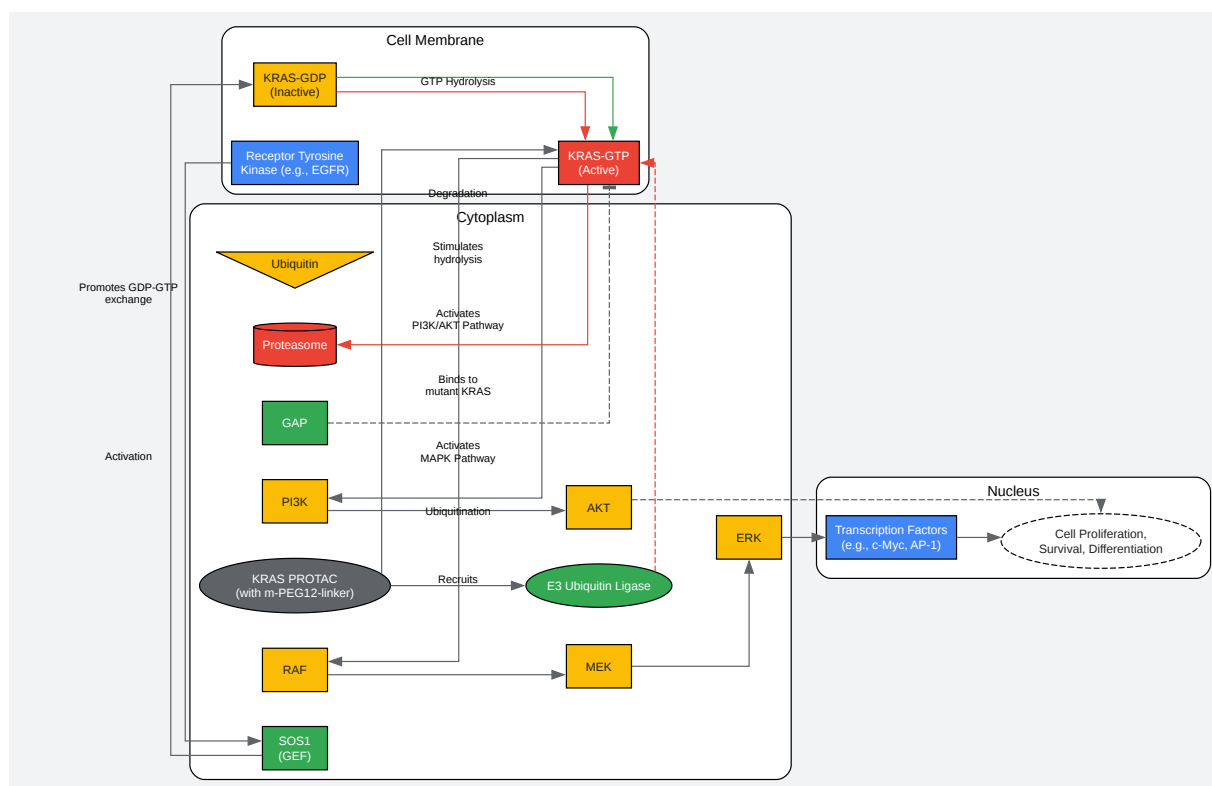 Cell Membrane
KRAS-GDP
(Inactive)
GTP Hydrolysis
Receptor Tyrosine
Kinase (e.g., EGFR)
KRAS-GTP
(Active)
Degradation
Cytoplasm
Stimulates
hydrolysis
Ubiquitin
Promotes GDP-GTP
exchange
Activates
PI3K/AKT Pathway
Proteasome
Binds to
mutant KRAS
GAP
Activation
Activates
MAPK Pathway
PI3K
Ubiquitination
AKT
Nucleus
ERK
Transcription Factors
(e.g., c-Myc, AP-1)
Cell Proliferation,
Survival, Differentiation
KRAS PROTAC
(with m-PEG12-linker)
Recruits
E3 Ubiquitin Ligase
RAF
MEK
SOS1
(GEF)